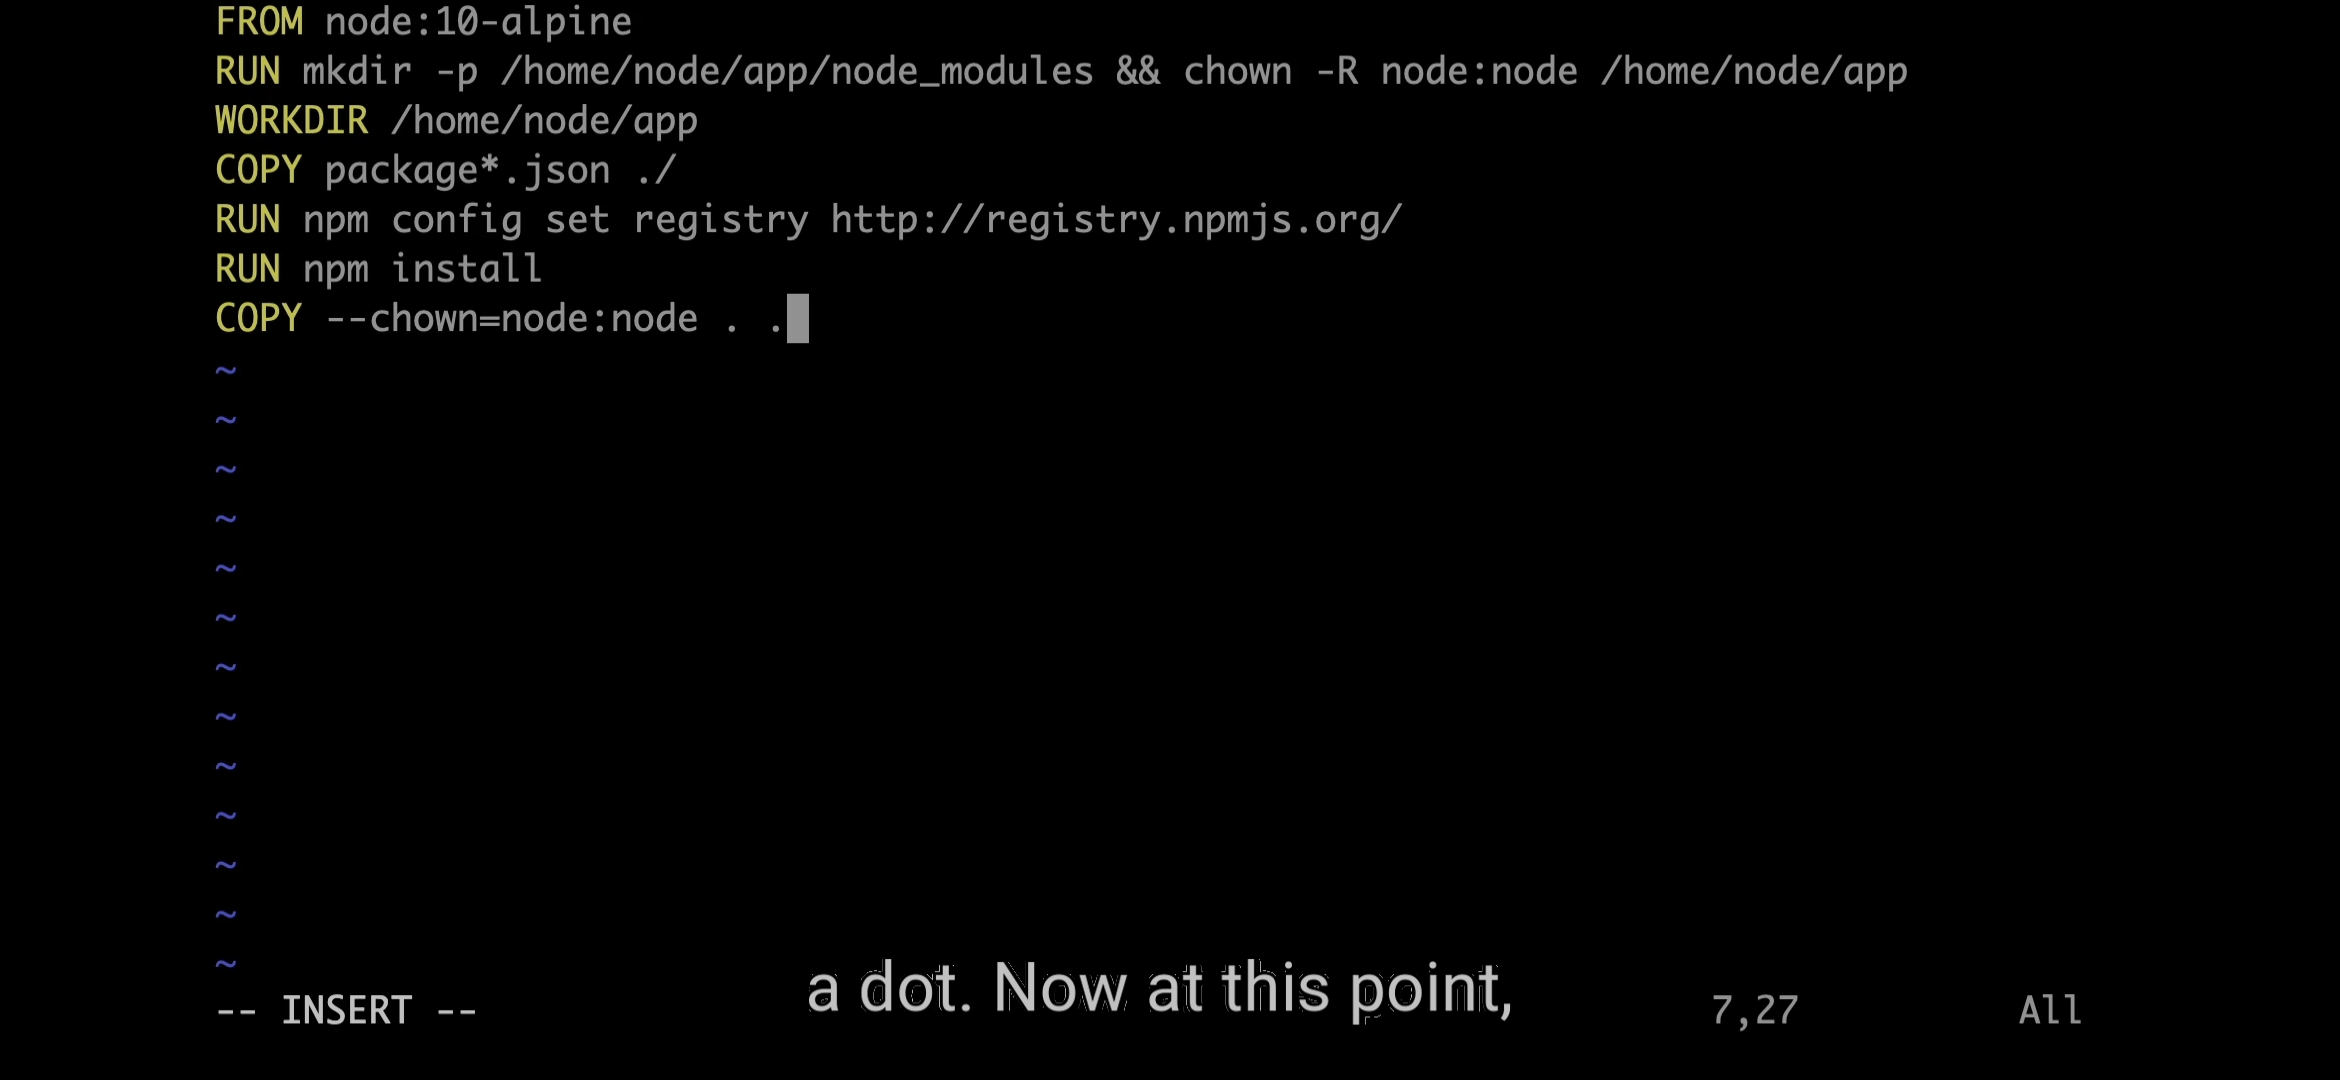 FROM node:10-alpine
RUN mkdir -p /home/node/app/node_modules && chown -R node:node /home/node/app
WORKDIR /home/node/app
COPY package*.json ./
RUN npm config set registry http://registry.npmjs.org/
RUN npm install
COPY --chown=node:node . .
~
~
~
~
~
~
~
~
~
~
~
~
~
a dot. Now at this point,
-- INSERT -- 7,27 All